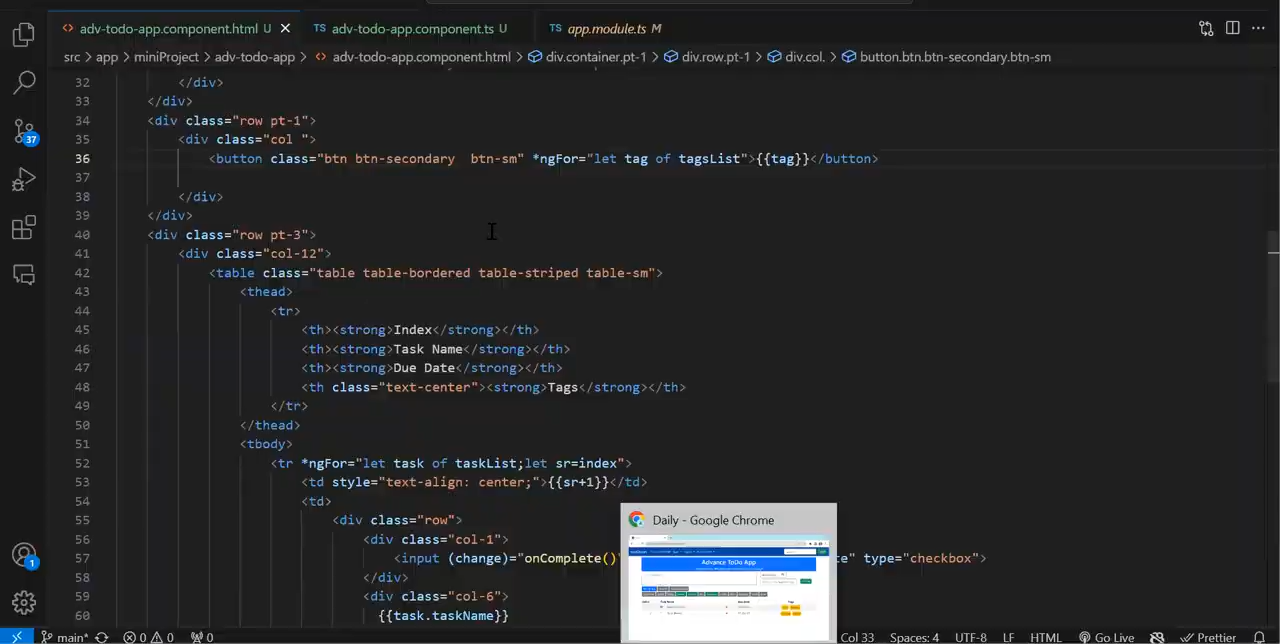 <> adv-todo-app.component.html U
TS adv-todo-app.component.ts U
TS app.module.ts M
src > app > miniProject > adv-todo-app > <> adv-todo-app.component.html > div.container.pt-1 > div.row.pt-1 > div.col. > button.btn.btn-secondary.btn-sm
32 </div>
33 </div>
34 <div class="row pt-1">
35 <div class="col ">
36 <button class="btn btn-secondary  btn-sm" *ngFor="let tag of tagsList">{{tag}}</button>
37
38 </div>
39 </div>
40 <div class="row pt-3">
41 <div class="col-12">
42 <table class="table table-bordered table-striped table-sm">
43 <thead>
44 <tr>
45 <th><strong>Index</strong></th>
46 <th><strong>Task Name</strong></th>
47 <th><strong>Due Date</strong></th>
48 <th class="text-center"><strong>Tags</strong></th>
49 </tr>
50 </thead>
51 <tbody>
52 <tr *ngFor="let task of taskList;let sr=index">
53 <td style="text-align: center;">{{sr+1}}</td>
54 <td>
55 <div class="row">
56 <div class="col-1">
57 <input (change)="onComplete() e" type="checkbox">
58 </div>
59 <div class="col-6">
60 {{task.taskName}}
37
1
Daily - Google Chrome
Advance ToDo App
main* 0 0 0 Col 33 Spaces: 4 UTF-8 LF HTML Go Live Prettier